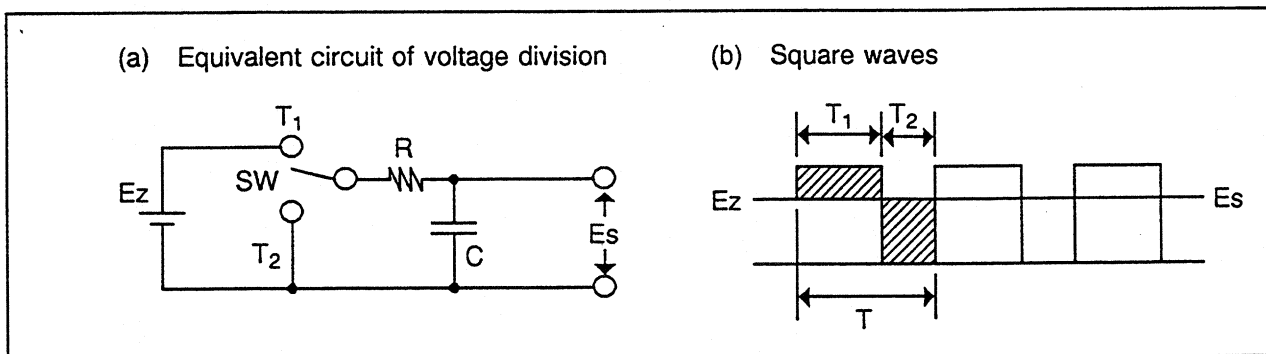 (a) Equivalent circuit of voltage division
T1
SW
R
Ez
Es
T2
C
(b) Square waves
T1 T2
Ez Es
T